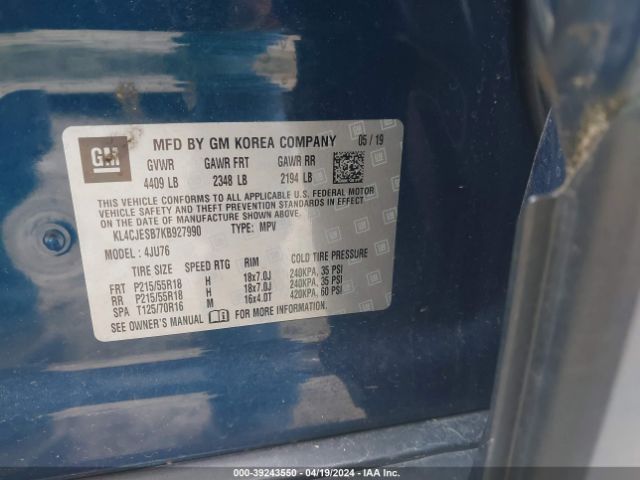 GM
MFD BY GM KOREA COMPANY 05 / 19
GVWR GAWR FRT GAWR RR
4409 LB 2348 LB 2194 LB
THIS VEHICLE CONFORMS TO ALL APPLICABLE U.S. FEDERAL MOTOR
VEHICLE SAFETY AND THEFT PREVENTION STANDARDS IN EFFECT
ON THE DATE OF MANUFACTURE SHOWN ABOVE.
KL4CJESB7KB927990 TYPE: MPV
MODEL: 4JU76
TIRE SIZE SPEED RTG RIM COLD TIRE PRESSURE
FRT P215/55R18 H 18x7.0J 240KPA, 35 PSI
RR P215/55R18 H 18x7.0J 240KPA, 35 PSI
SPA T125/70R16 M 16x4.0T 420KPA, 60 PSI
SEE OWNER'S MANUAL FOR MORE INFORMATION.
000-39243550 - 04/19/2024 - IAA Inc.